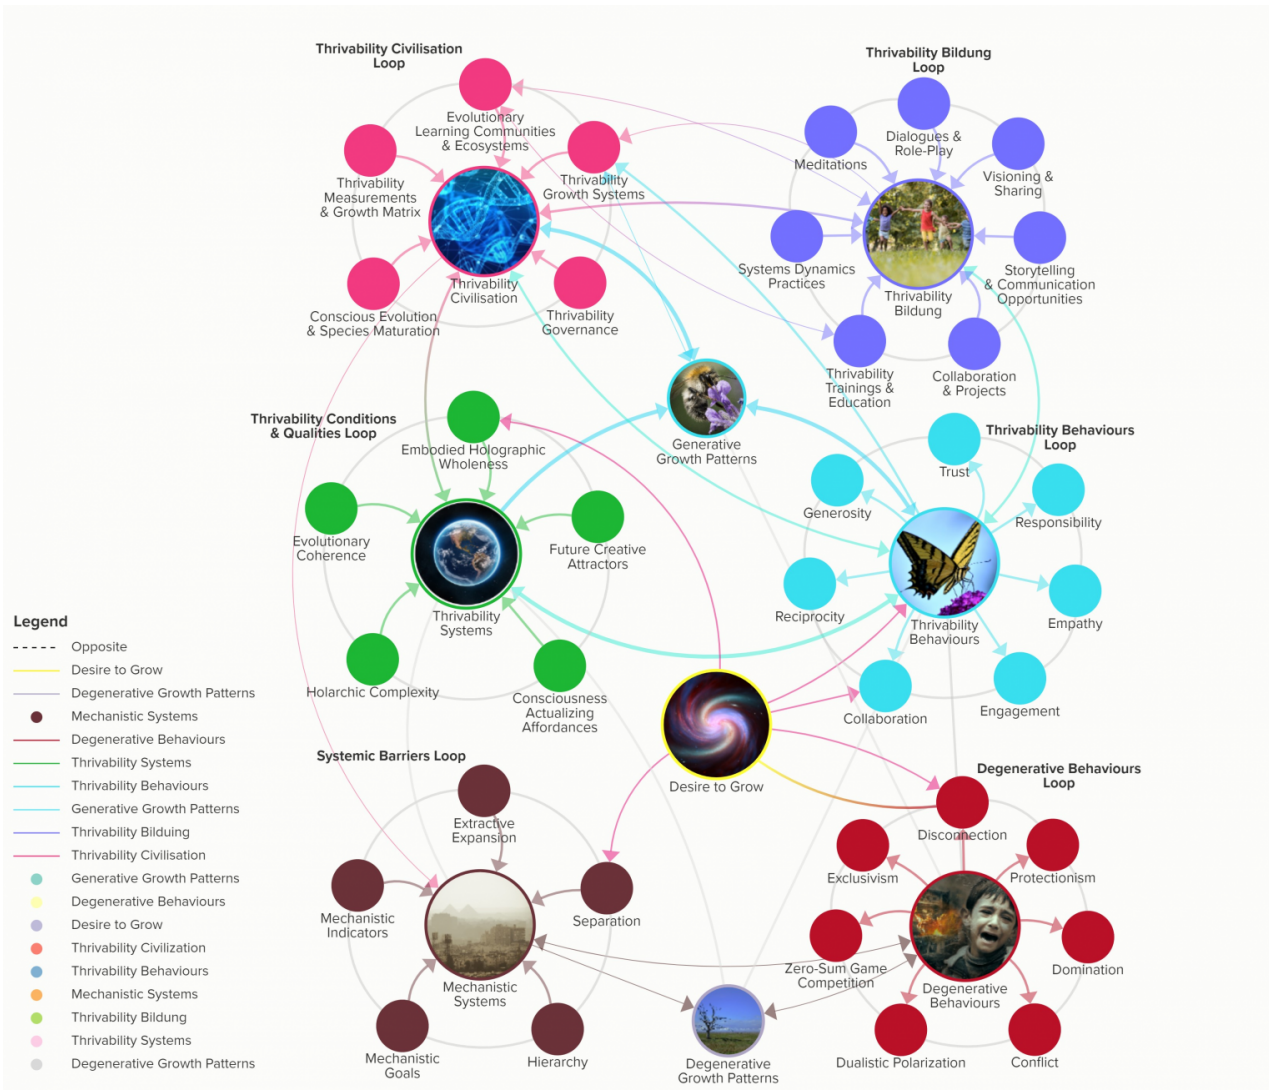 Thrivability Civilisation
Loop
Evolutionary
Learning Communities
& Ecosystems
Thrivability
Measurements
& Growth Matrix
Thrivability
Growth Systems
Thrivability
Civilisation
Conscious Evolution
& Species Maturation
Thrivability
Governance
Thrivability Bildung
Loop
Dialogues &
Role-Play
Meditations
Visioning &
Sharing
Systems Dynamics
Practices
Storytelling
& Communication
Opportunities
Thrivability
Bildung
Thrivability
Trainings &
Education
Collaboration
& Projects
Generative
Growth Patterns
Thrivability Conditions
& Qualities Loop
Embodied Holographic
Wholeness
Evolutionary
Coherence
Future Creative
Attractors
Thrivability
Systems
Holarchic Complexity
Consciousness
Actualizing
Affordances
Thrivability Behaviours
Loop
Trust
Generosity
Responsibility
Reciprocity
Empathy
Thrivability
Behaviours
Collaboration
Engagement
Desire to Grow
Systemic Barriers Loop
Extractive
Expansion
Mechanistic
Indicators
Separation
Mechanistic
Systems
Mechanistic
Goals
Hierarchy
Degenerative
Growth Patterns
Degenerative Behaviours
Loop
Disconnection
Exclusivism
Protectionism
Zero-Sum Game
Competition
Domination
Degenerative
Behaviours
Dualistic Polarization
Conflict
Legend
Opposite
Desire to Grow
Degenerative Growth Patterns
Mechanistic Systems
Degenerative Behaviours
Thrivability Systems
Thrivability Behaviours
Generative Growth Patterns
Thrivability Bilduing
Thrivability Civilisation
Generative Growth Patterns
Degenerative Behaviours
Desire to Grow
Thrivability Civilization
Thrivability Behaviours
Mechanistic Systems
Thrivability Bildung
Thrivability Systems
Degenerative Growth Patterns